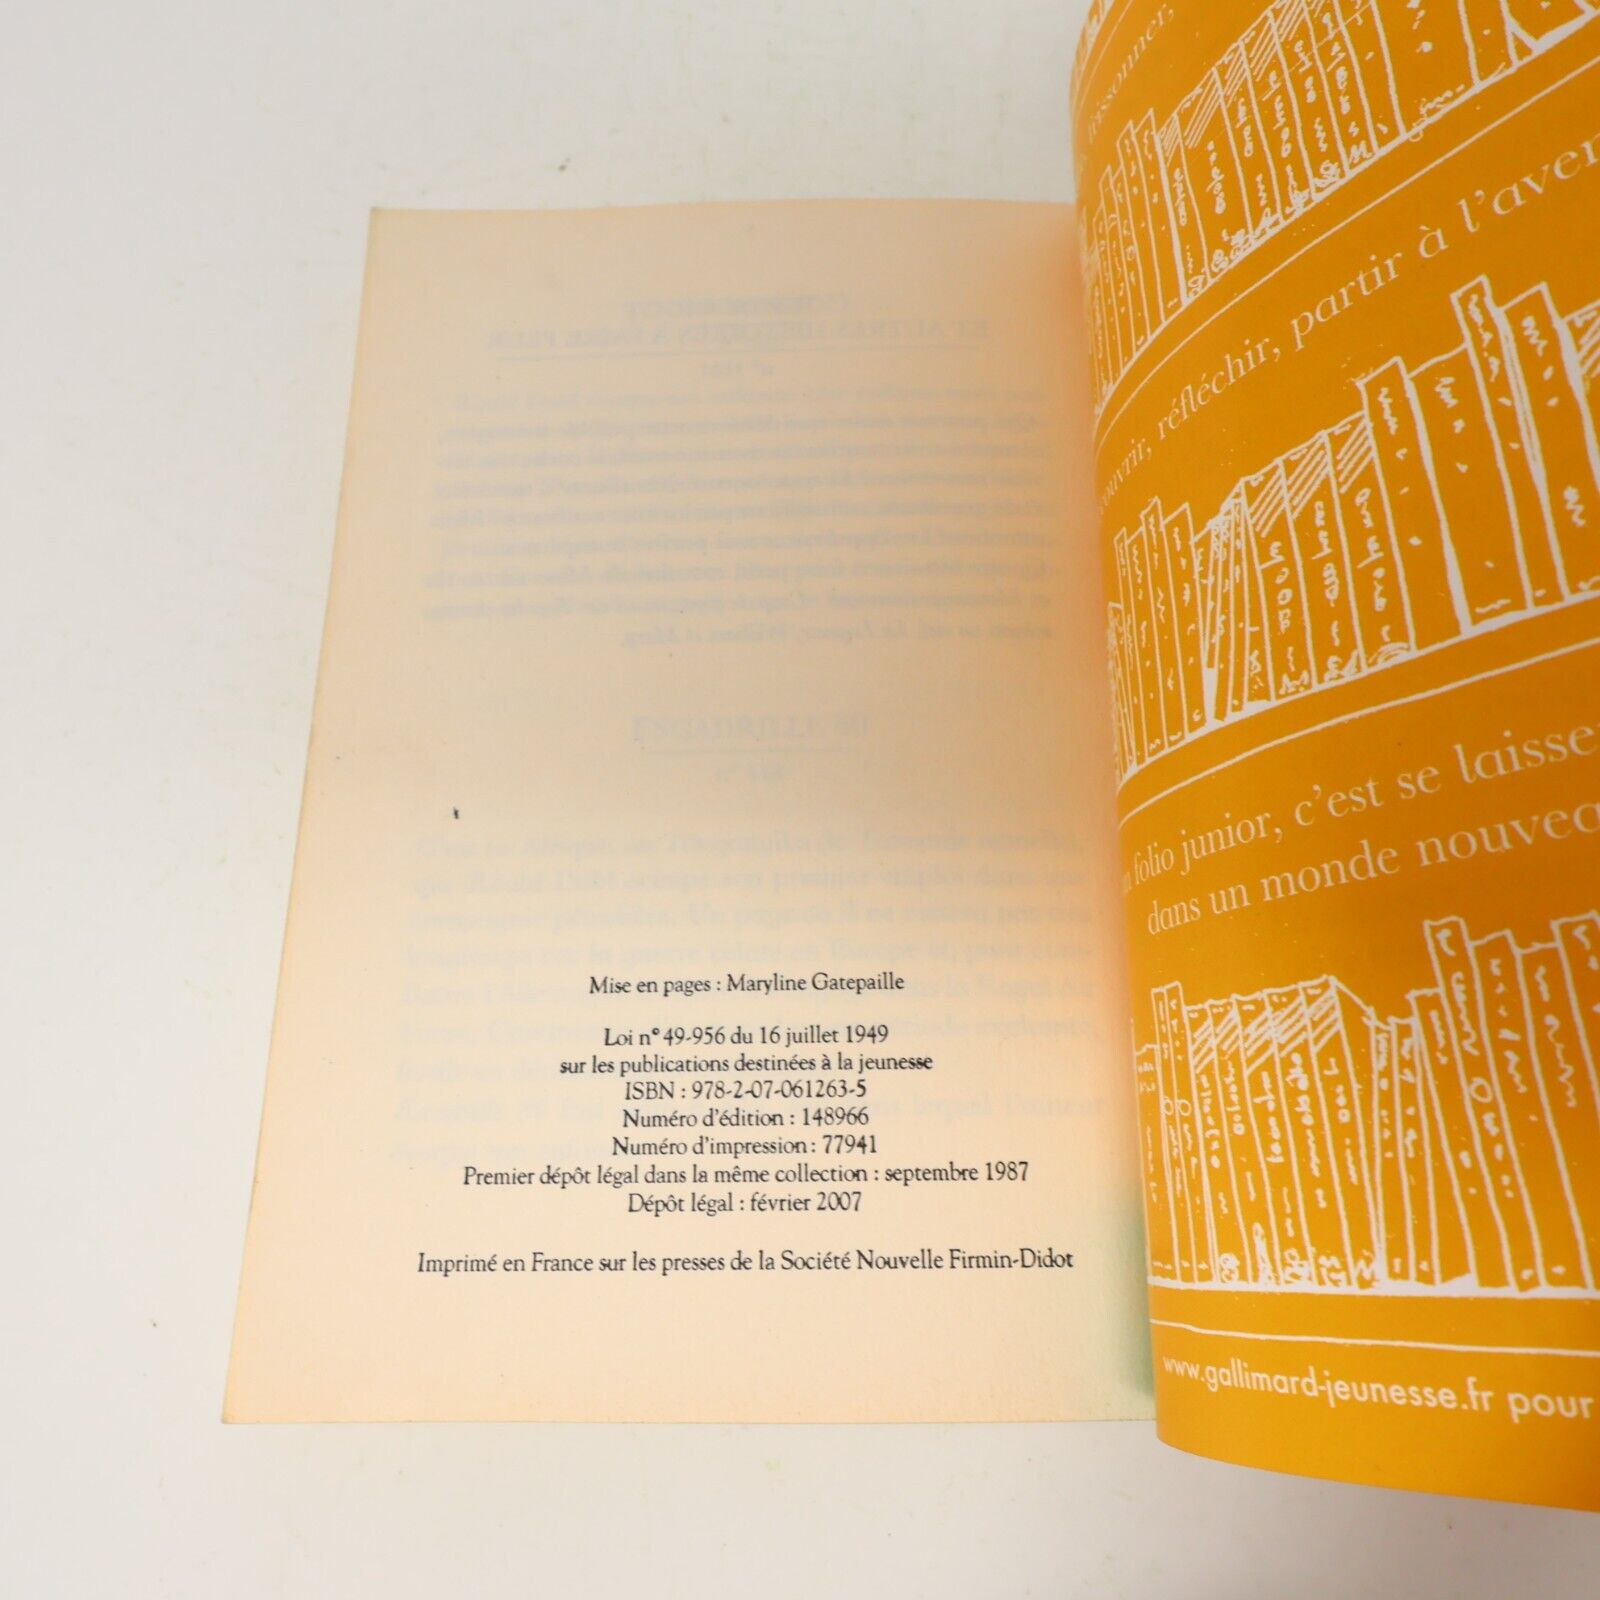 Mise en pages : Maryline Gatepaille
Loi n° 49-956 du 16 juillet 1949
sur les publications destinées à la jeunesse
ISBN : 978-2-07-061263-5
Numéro d'édition : 148966
Numéro d'impression : 77941
Premier dépôt légal dans la même collection : septembre 1987
Dépôt légal : février 2007
Imprimé en France sur les presses de la Société Nouvelle Firmin-Didot
réfléchir, partir à l'aven
folio junior, c'est se laisse
dans un monde nouvea
www.gallimard-jeunesse.fr pour